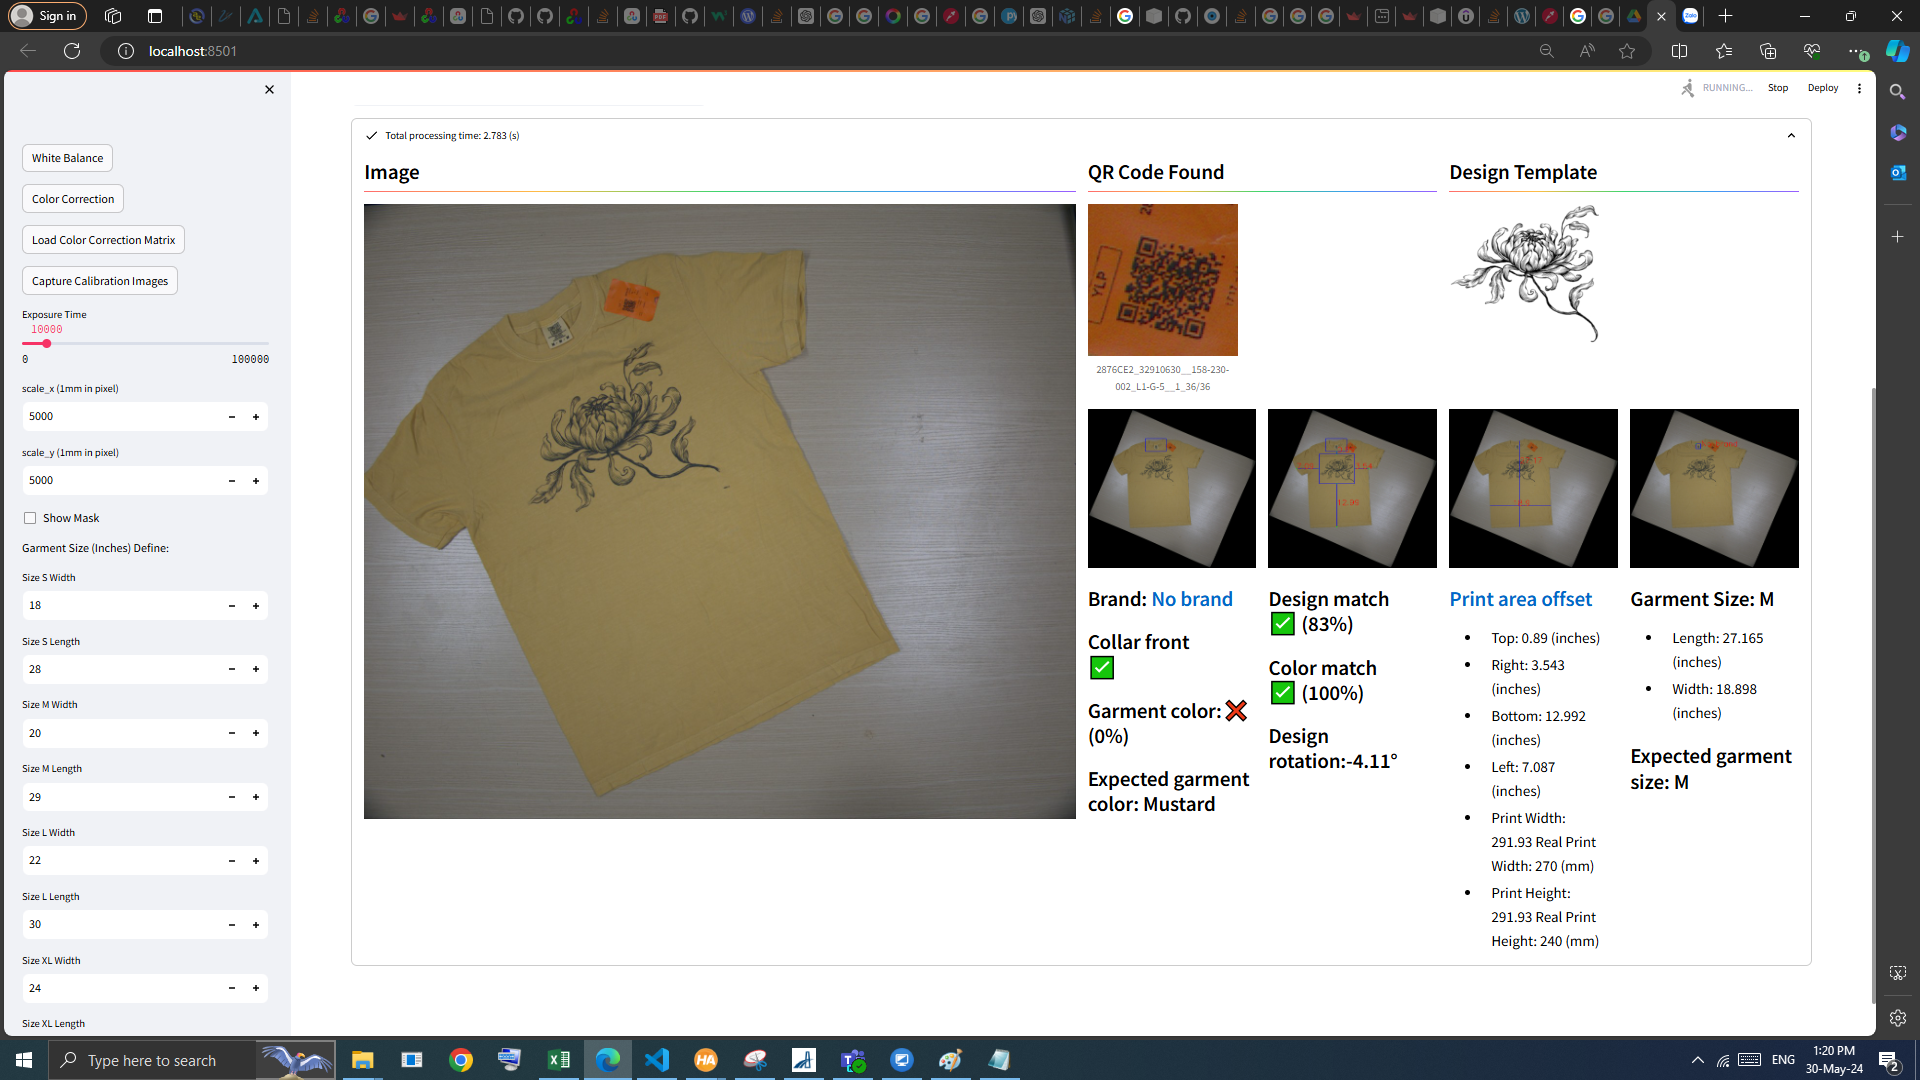 Sign in
localhost:8501
RUNNING...
Stop
Deploy
White Balance
Color Correction
Load Color Correction Matrix
Capture Calibration Images
Exposure Time
10000
0
100000
scale_x (1mm in pixel)
5000
scale_y (1mm in pixel)
5000
Show Mask
Garment Size (Inches) Define:
Size S Width
18
Size S Length
28
Size M Width
20
Size M Length
29
Size L Width
22
Size L Length
30
Size XL Width
24
Size XL Length
Total processing time: 2.783 (s)
Image
QR Code Found
YLP
2876CE2_32910630__158-230-
002_L1-G-5__1_36/36
Design Template
Brand: No brand
Collar front
Garment color:
(0%)
Expected garment
color: Mustard
Design match
(83%)
Color match
(100%)
Design
rotation:-4.11°
Print area offset
Top: 0.89 (inches)
Right: 3.543
(inches)
Bottom: 12.992
(inches)
Left: 7.087
(inches)
Print Width:
291.93 Real Print
Width: 270 (mm)
Print Height:
291.93 Real Print
Height: 240 (mm)
Garment Size: M
Length: 27.165
(inches)
Width: 18.898
(inches)
Expected garment
size: M
Type here to search
ENG
1:20 PM
30-May-24
2